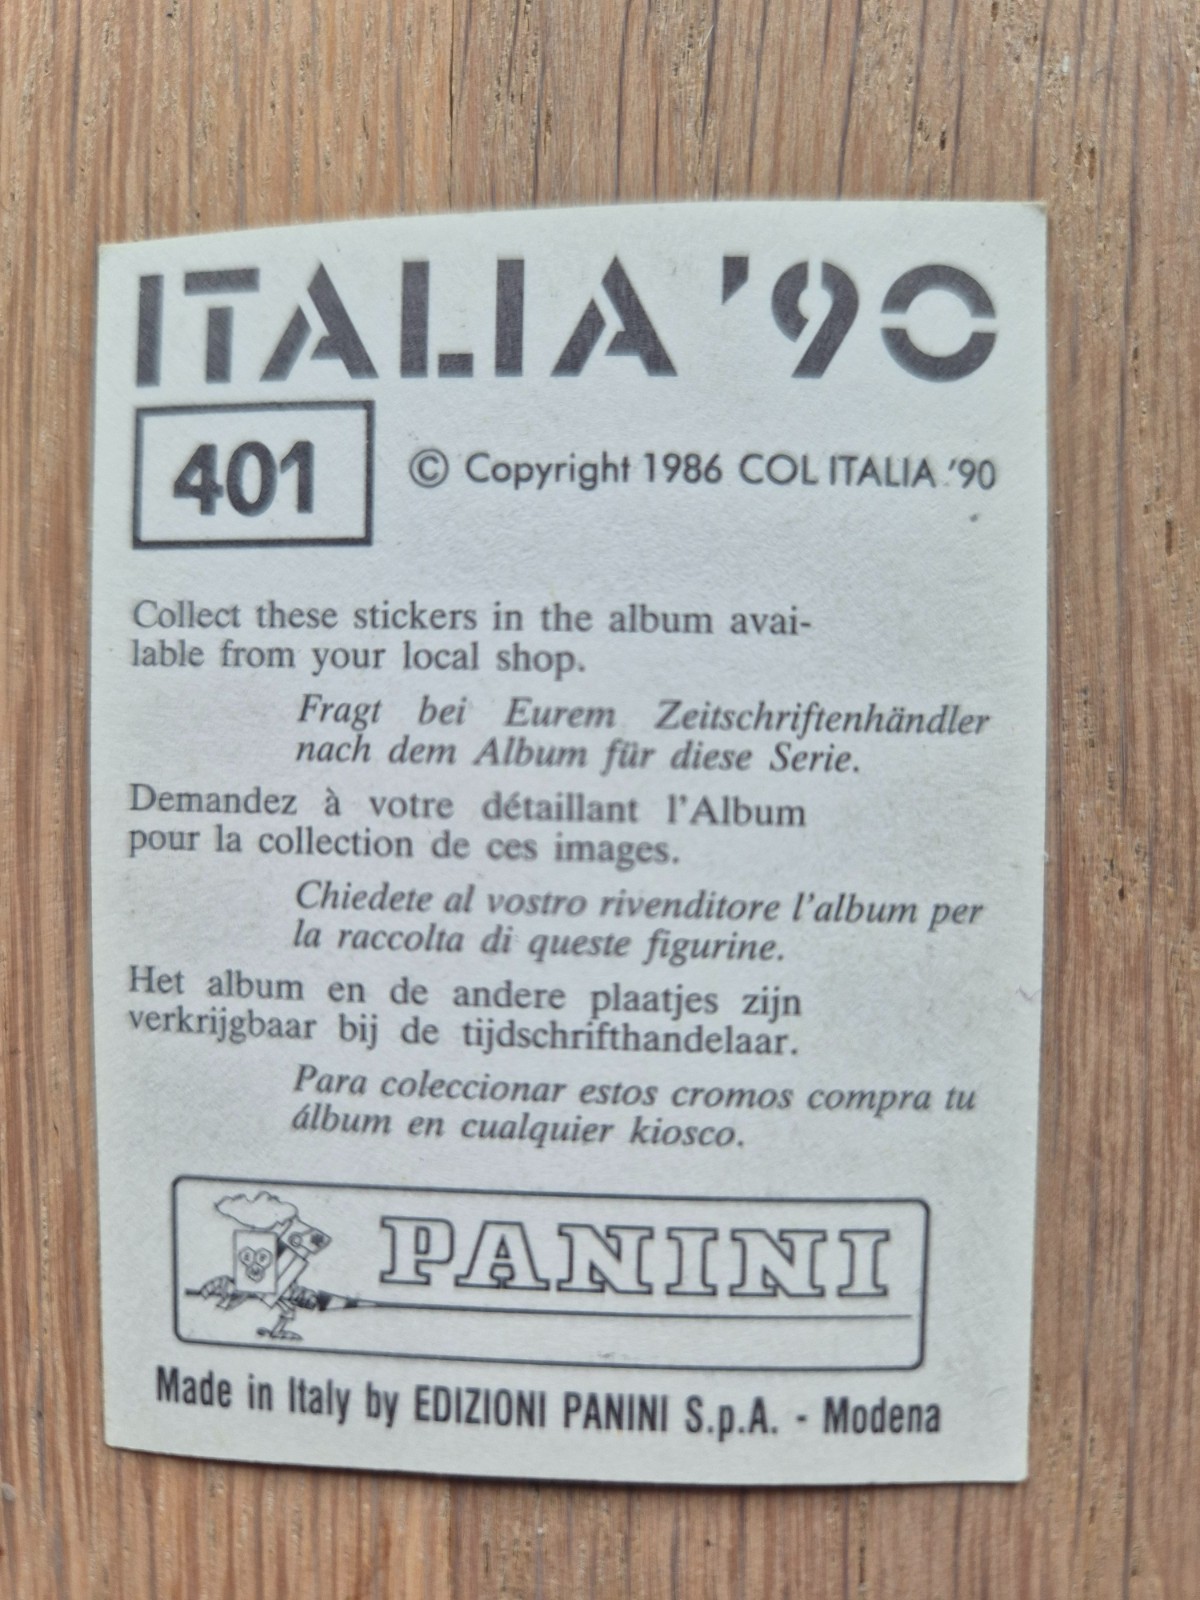 ITALIA '90
401
© Copyright 1986 COL ITALIA '90
Collect these stickers in the album avai-
lable from your local shop.
Fragt bei Eurem Zeitschriftenhändler
nach dem Album für diese Serie.
Demandez à votre détaillant l'Album
pour la collection de ces images.
Chiedete al vostro rivenditore l'album per
la raccolta di queste figurine.
Het album en de andere plaatjes zijn
verkrijgbaar bij de tijdschrifthandelaar.
Para coleccionar estos cromos compra tu
álbum en cualquier kiosco.
PANINI
Made in Italy by EDIZIONI PANINI S.p.A. - Modena